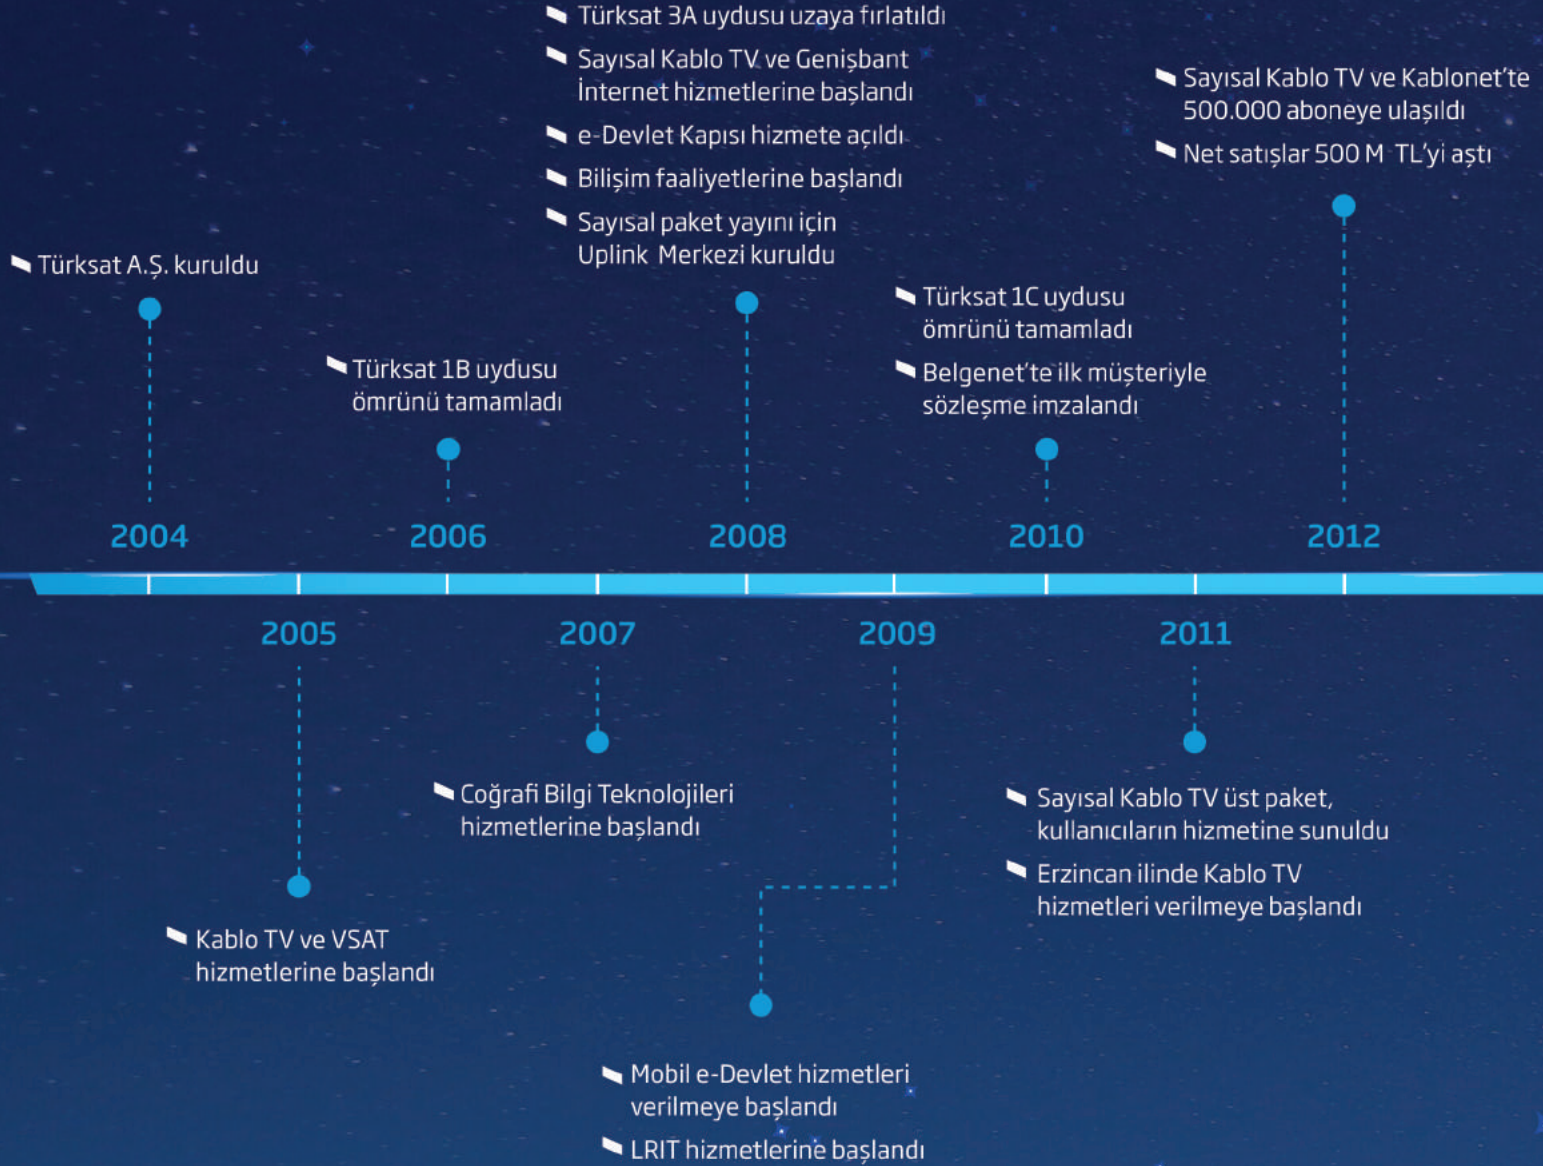 Türksat 3A uydusu uzaya fırlatıldı
Sayısal Kablo TV ve Genişbant
İnternet hizmetlerine başlandı
e-Devlet Kapısı hizmete açıldı
Bilişim faaliyetlerine başlandı
Sayısal paket yayını için
Uplink Merkezi kuruldu
Sayısal Kablo TV ve Kablonet'te
500.000 aboneye ulaşıldı
Net satışlar 500 M TL'yi aştı
Türksat A.Ş. kuruldu
Türksat 1B uydusu
ömrünü tamamladı
Türksat 1C uydusu
ömrünü tamamladı
Belgenet'te ilk müşteriyle
sözleşme imzalandı
2004 2006 2008 2010 2012
2005 2007 2009 2011
Coğrafi Bilgi Teknolojileri
hizmetlerine başlandı
Sayısal Kablo TV üst paket,
kullanıcıların hizmetine sunuldu
Erzincan ilinde Kablo TV
hizmetleri verilmeye başlandı
Kablo TV ve VSAT
hizmetlerine başlandı
Mobil e-Devlet hizmetleri
verilmeye başlandı
LRIT hizmetlerine başlandı